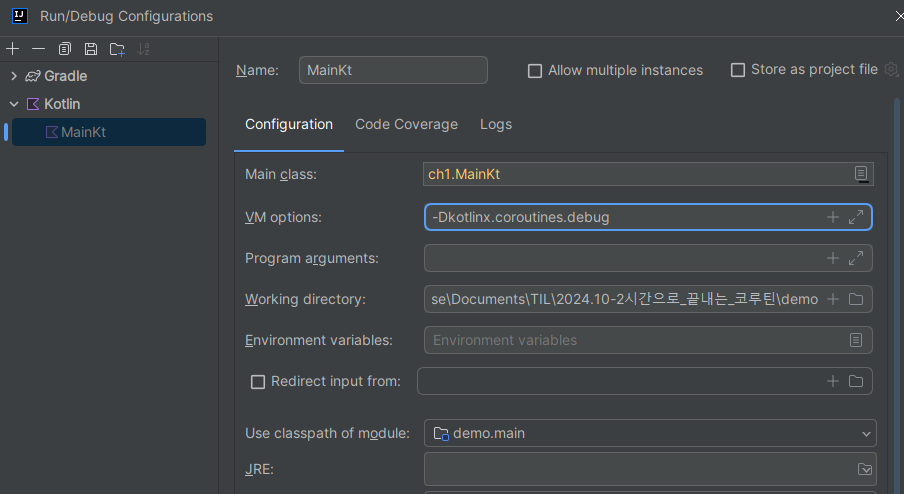 IJ
Run/Debug Configurations
Gradle
Kotlin
MainKt
Name:
MainKt
Allow multiple instances
Store as project file
Configuration
Code Coverage
Logs
Main class:
ch1.MainKt
VM options:
-Dkotlinx.coroutines.debug
Program arguments:
Working directory:
se\Documents\TIL\2024.10-2시간으로_끝내는_코루틴\demo
Environment variables:
Environment variables
Redirect input from:
Use classpath of module:
demo.main
JRE: